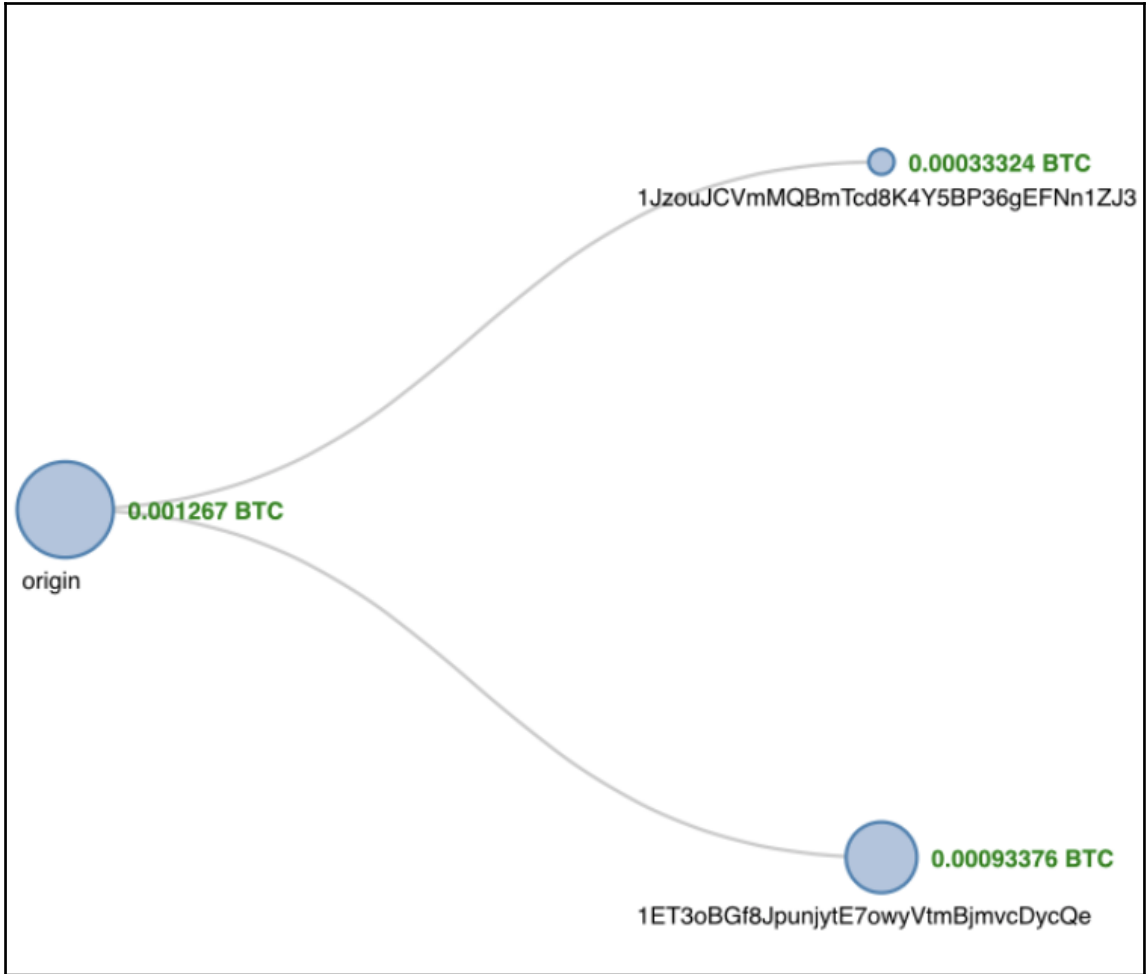 0.00033324 BTC
1JzouJCVmMQBmTcd8K4Y5BP36gEFNn1ZJ3
0.001267 BTC
origin
0.00093376 BTC
1ET3oBGf8JpunjytE7owyVtmBjmvcDycQe